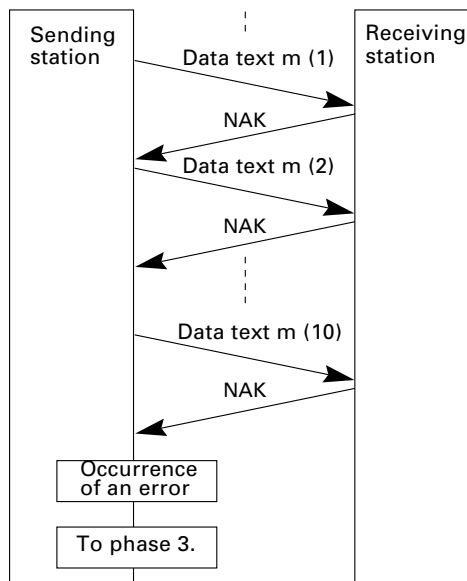 Sending
station
Receiving
station
Data text m (1)
NAK
Data text m (2)
NAK
Data text m (10)
NAK
Occurrence
of an error
To phase 3.